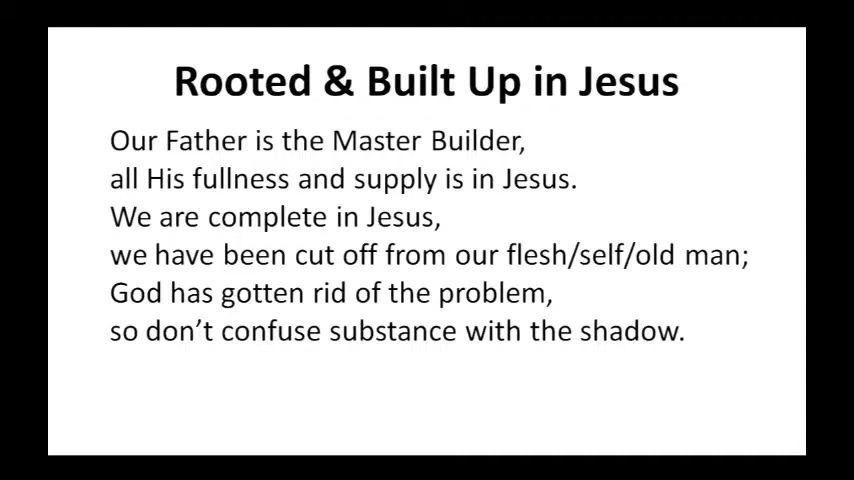 Rooted & Built Up in Jesus
Our Father is the Master Builder,
all His fullness and supply is in Jesus.
We are complete in Jesus,
we have been cut off from our flesh/self/old man;
God has gotten rid of the problem,
so don’t confuse substance with the shadow.